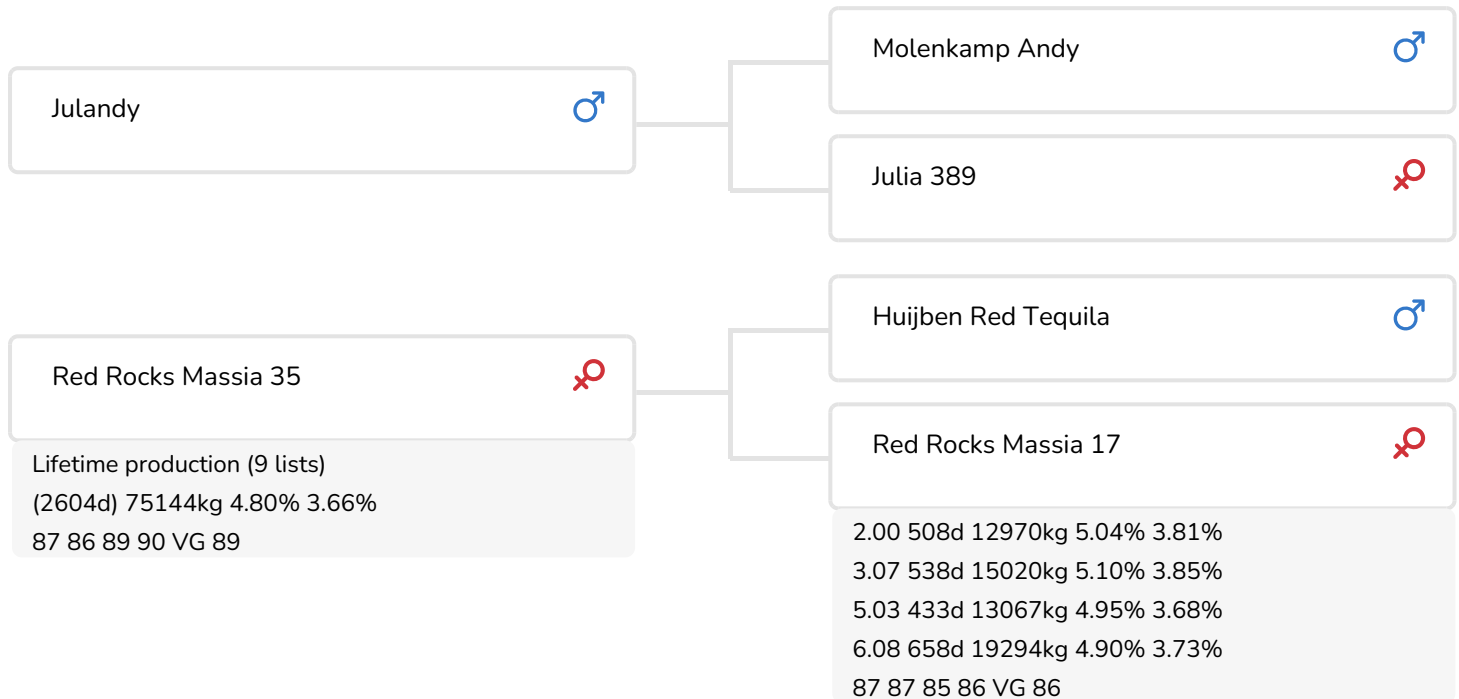 Julandy
Molenkamp Andy
Julia 389
Red Rocks Massia 35
Lifetime production (9 lists)
(2604d) 75144kg 4.80% 3.66%
87 86 89 90 VG 89
Huijben Red Tequila
Red Rocks Massia 17
2.00 508d 12970kg 5.04% 3.81%
3.07 538d 15020kg 5.10% 3.85%
5.03 433d 13067kg 4.95% 3.68%
6.08 658d 19294kg 4.90% 3.73%
87 87 85 86 VG 86